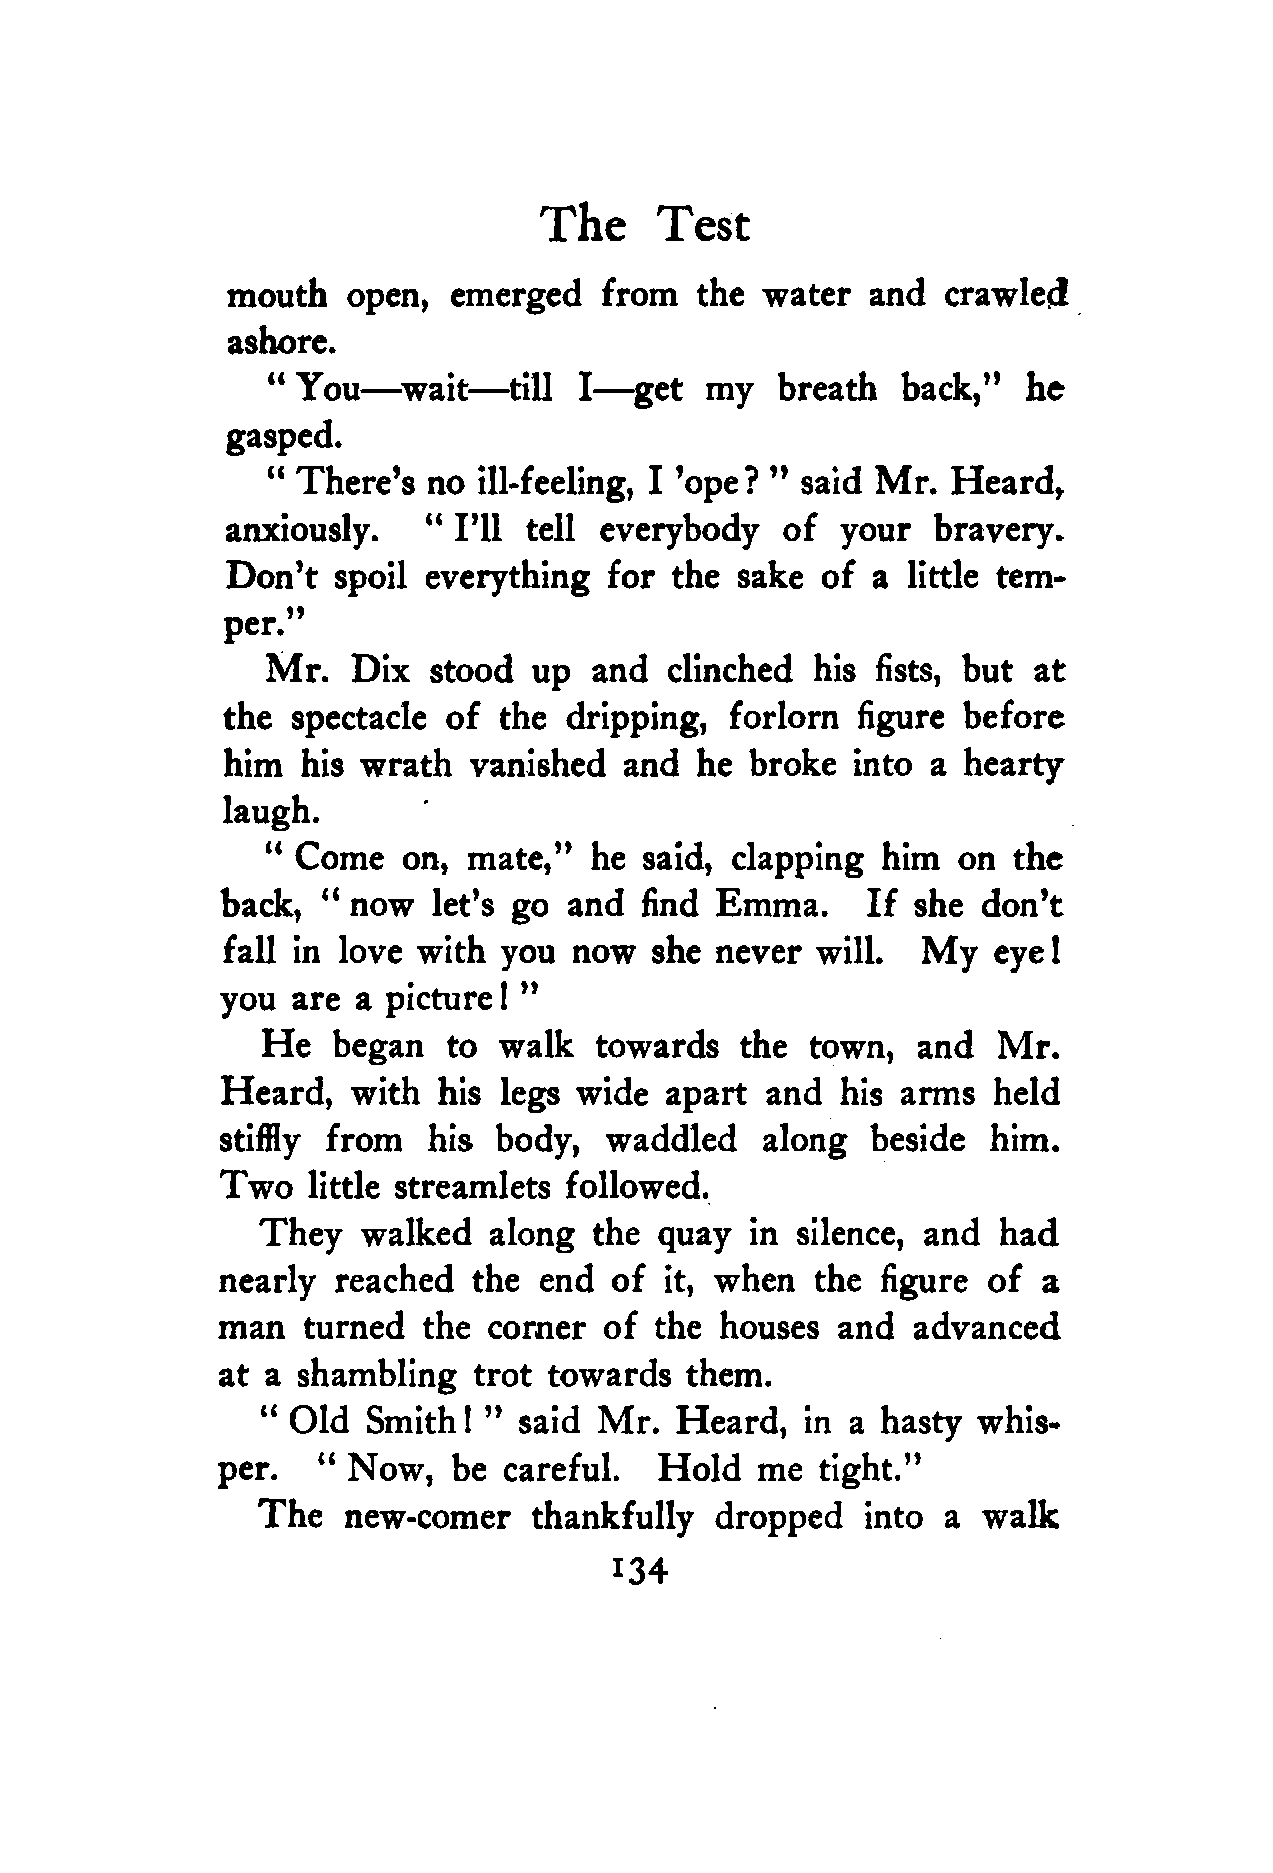 The Test
mouth open, emerged from the water and crawled
ashore.
" You—wait—till I—get my breath back," he
gasped.
" There's no ill-feeling, I 'ope? " said Mr. Heard,
anxiously. " I'll tell everybody of your bravery.
Don't spoil everything for the sake of a little tem-
per."
Mr. Dix stood up and clinched his fists, but at
the spectacle of the dripping, forlorn figure before
him his wrath vanished and he broke into a hearty
laugh.
" Come on, mate," he said, clapping him on the
back, " now let's go and find Emma. If she don't
fall in love with you now she never will. My eye!
you are a picture! "
He began to walk towards the town, and Mr.
Heard, with his legs wide apart and his arms held
stiffly from his body, waddled along beside him.
Two little streamlets followed.
They walked along the quay in silence, and had
nearly reached the end of it, when the figure of a
man turned the corner of the houses and advanced
at a shambling trot towards them.
" Old Smith! " said Mr. Heard, in a hasty whis-
per. " Now, be careful. Hold me tight."
The new-comer thankfully dropped into a walk
134